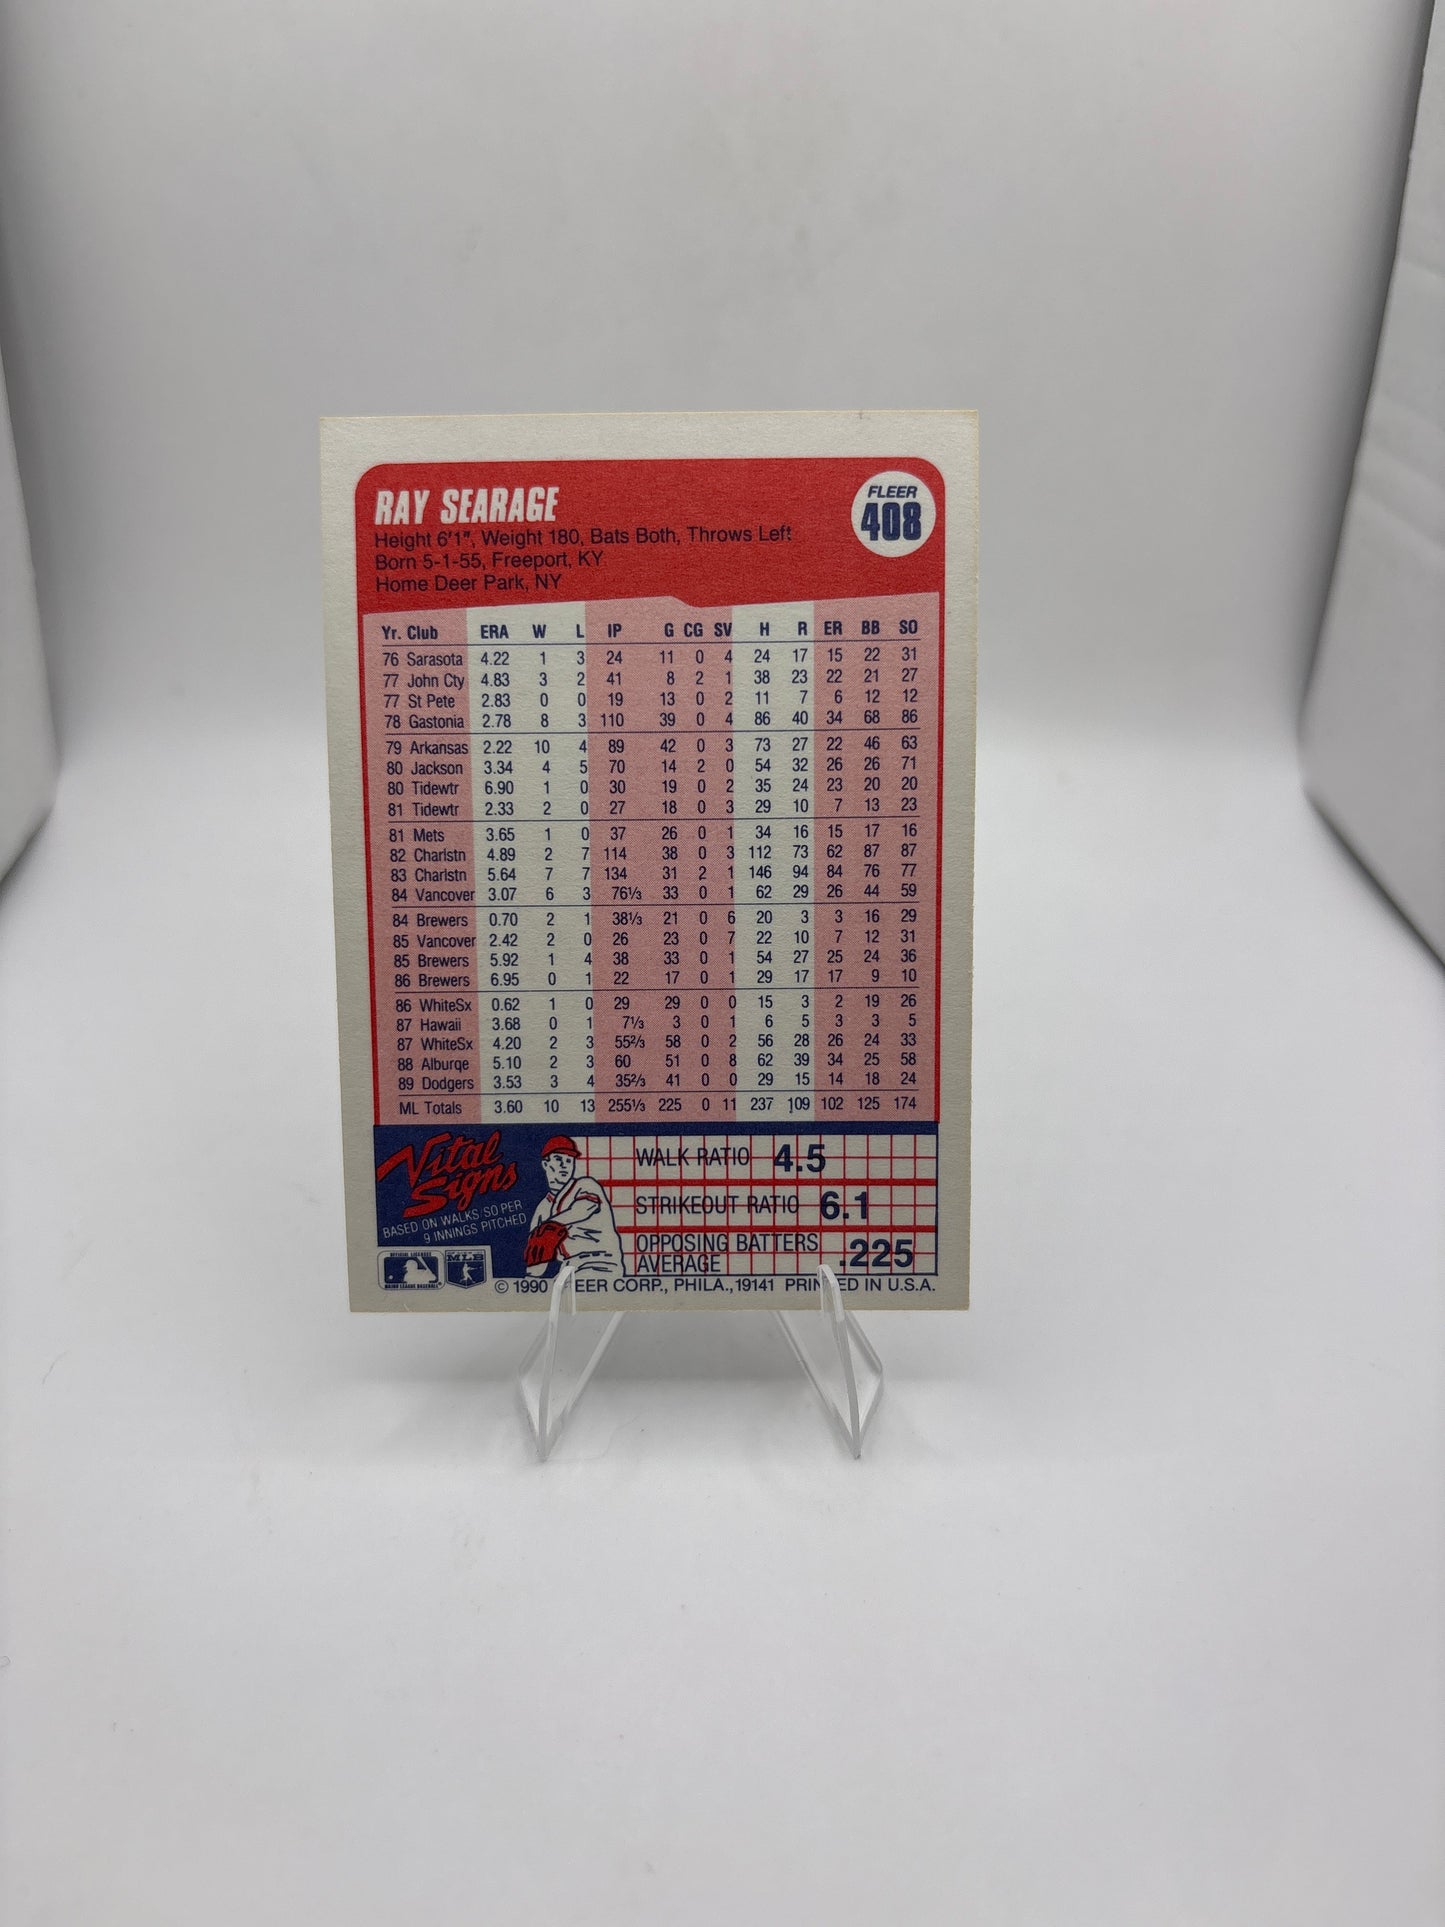 RAY SEARAGE
FLEER
408
Height 6'1", Weight 180, Bats Both, Throws Left
Born 5-1-55, Freeport, KY
Home Deer Park, NY
Yr. Club ERA W L IP G CG SV H R ER BB SO
76 Sarasota 4.22 1 3 24 11 0 4 24 17 15 22 31
77 John Cty 4.83 3 2 41 8 2 1 38 23 22 21 27
77 St Pete 2.83 0 0 19 13 0 2 11 7 6 12 12
78 Gastonia 2.78 8 3 110 39 0 4 86 40 34 68 86
79 Arkansas 2.22 10 4 89 42 0 3 73 27 22 46 63
80 Jackson 3.34 4 5 70 14 2 0 54 32 26 26 71
80 Tidewtr 6.90 1 0 30 19 0 2 35 24 23 20 20
81 Tidewtr 2.33 2 0 27 18 0 3 29 10 7 13 23
81 Mets 3.65 1 0 37 26 0 1 34 16 15 17 16
82 Charlstn 4.89 2 7 114 38 0 3 112 73 62 87 87
83 Charlstn 5.64 7 7 134 31 2 1 146 94 84 76 77
84 Vancover 3.07 6 3 76⅓ 33 0 1 62 29 26 44 59
84 Brewers 0.70 2 1 38⅓ 21 0 6 20 3 3 16 29
85 Vancover 2.42 2 0 26 23 0 7 22 10 7 12 31
85 Brewers 5.92 1 4 38 33 0 1 54 27 25 24 36
86 Brewers 6.95 0 1 22 17 0 1 29 17 17 9 10
86 WhiteSx 0.62 1 0 29 29 0 0 15 3 2 19 26
87 Hawaii 3.68 0 1 7⅓ 3 0 1 6 5 3 3 5
87 WhiteSx 4.20 2 3 55⅔ 58 0 2 56 28 26 24 33
88 Alburqe 5.10 2 3 60 51 0 8 62 39 34 25 58
89 Dodgers 3.53 3 4 35⅔ 41 0 0 29 15 14 18 24
ML Totals 3.60 10 13 255⅓ 225 0 11 237 109 102 125 174
Vital
Signs
BASED ON WALKS/SO PER
9 INNINGS PITCHED
WALK RATIO 4.5
STRIKEOUT RATIO 6.1
OPPOSING BATTERS
AVERAGE .225
OFFICIAL LICENSEE
MAJOR LEAGUE BASEBALL
MLB
© 1990 EER CORP., PHILA., 19141 PRIN ED IN U.S.A.